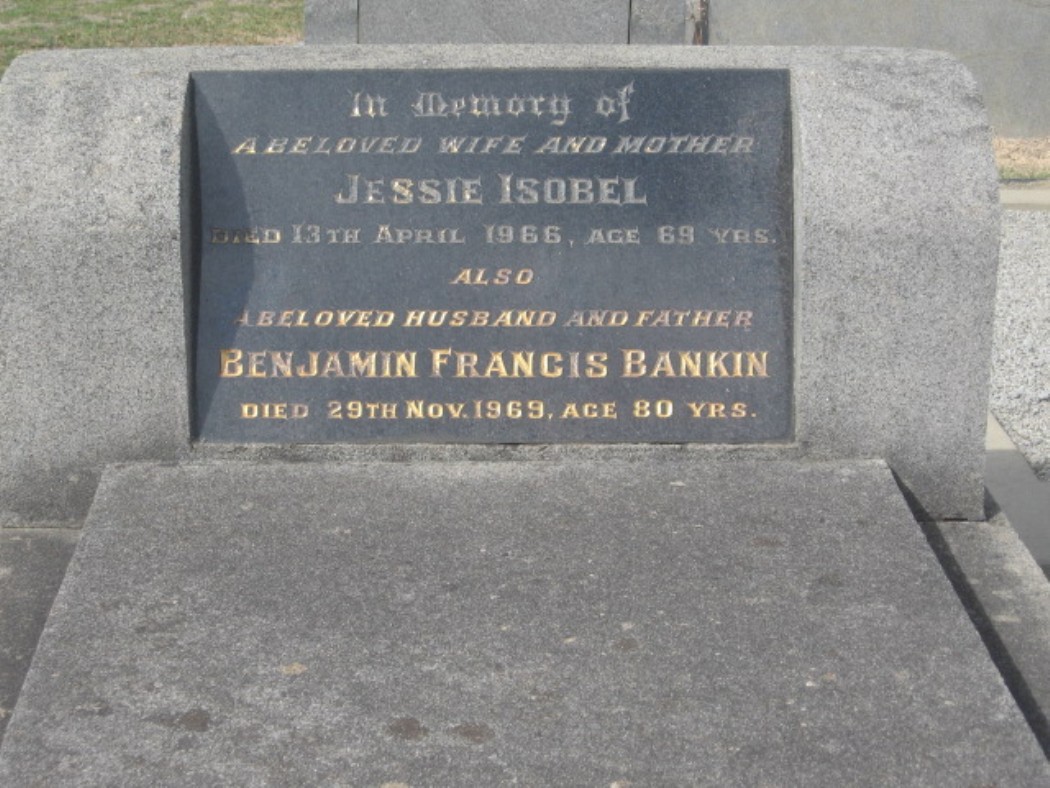 In Memory of
A BELOVED WIFE AND MOTHER
JESSIE ISOBEL
DIED 13TH APRIL 1966, AGE 69 YRS.
ALSO
A BELOVED HUSBAND AND FATHER
BENJAMIN FRANCIS BANKIN
DIED 29TH NOV. 1969, AGE 80 YRS.